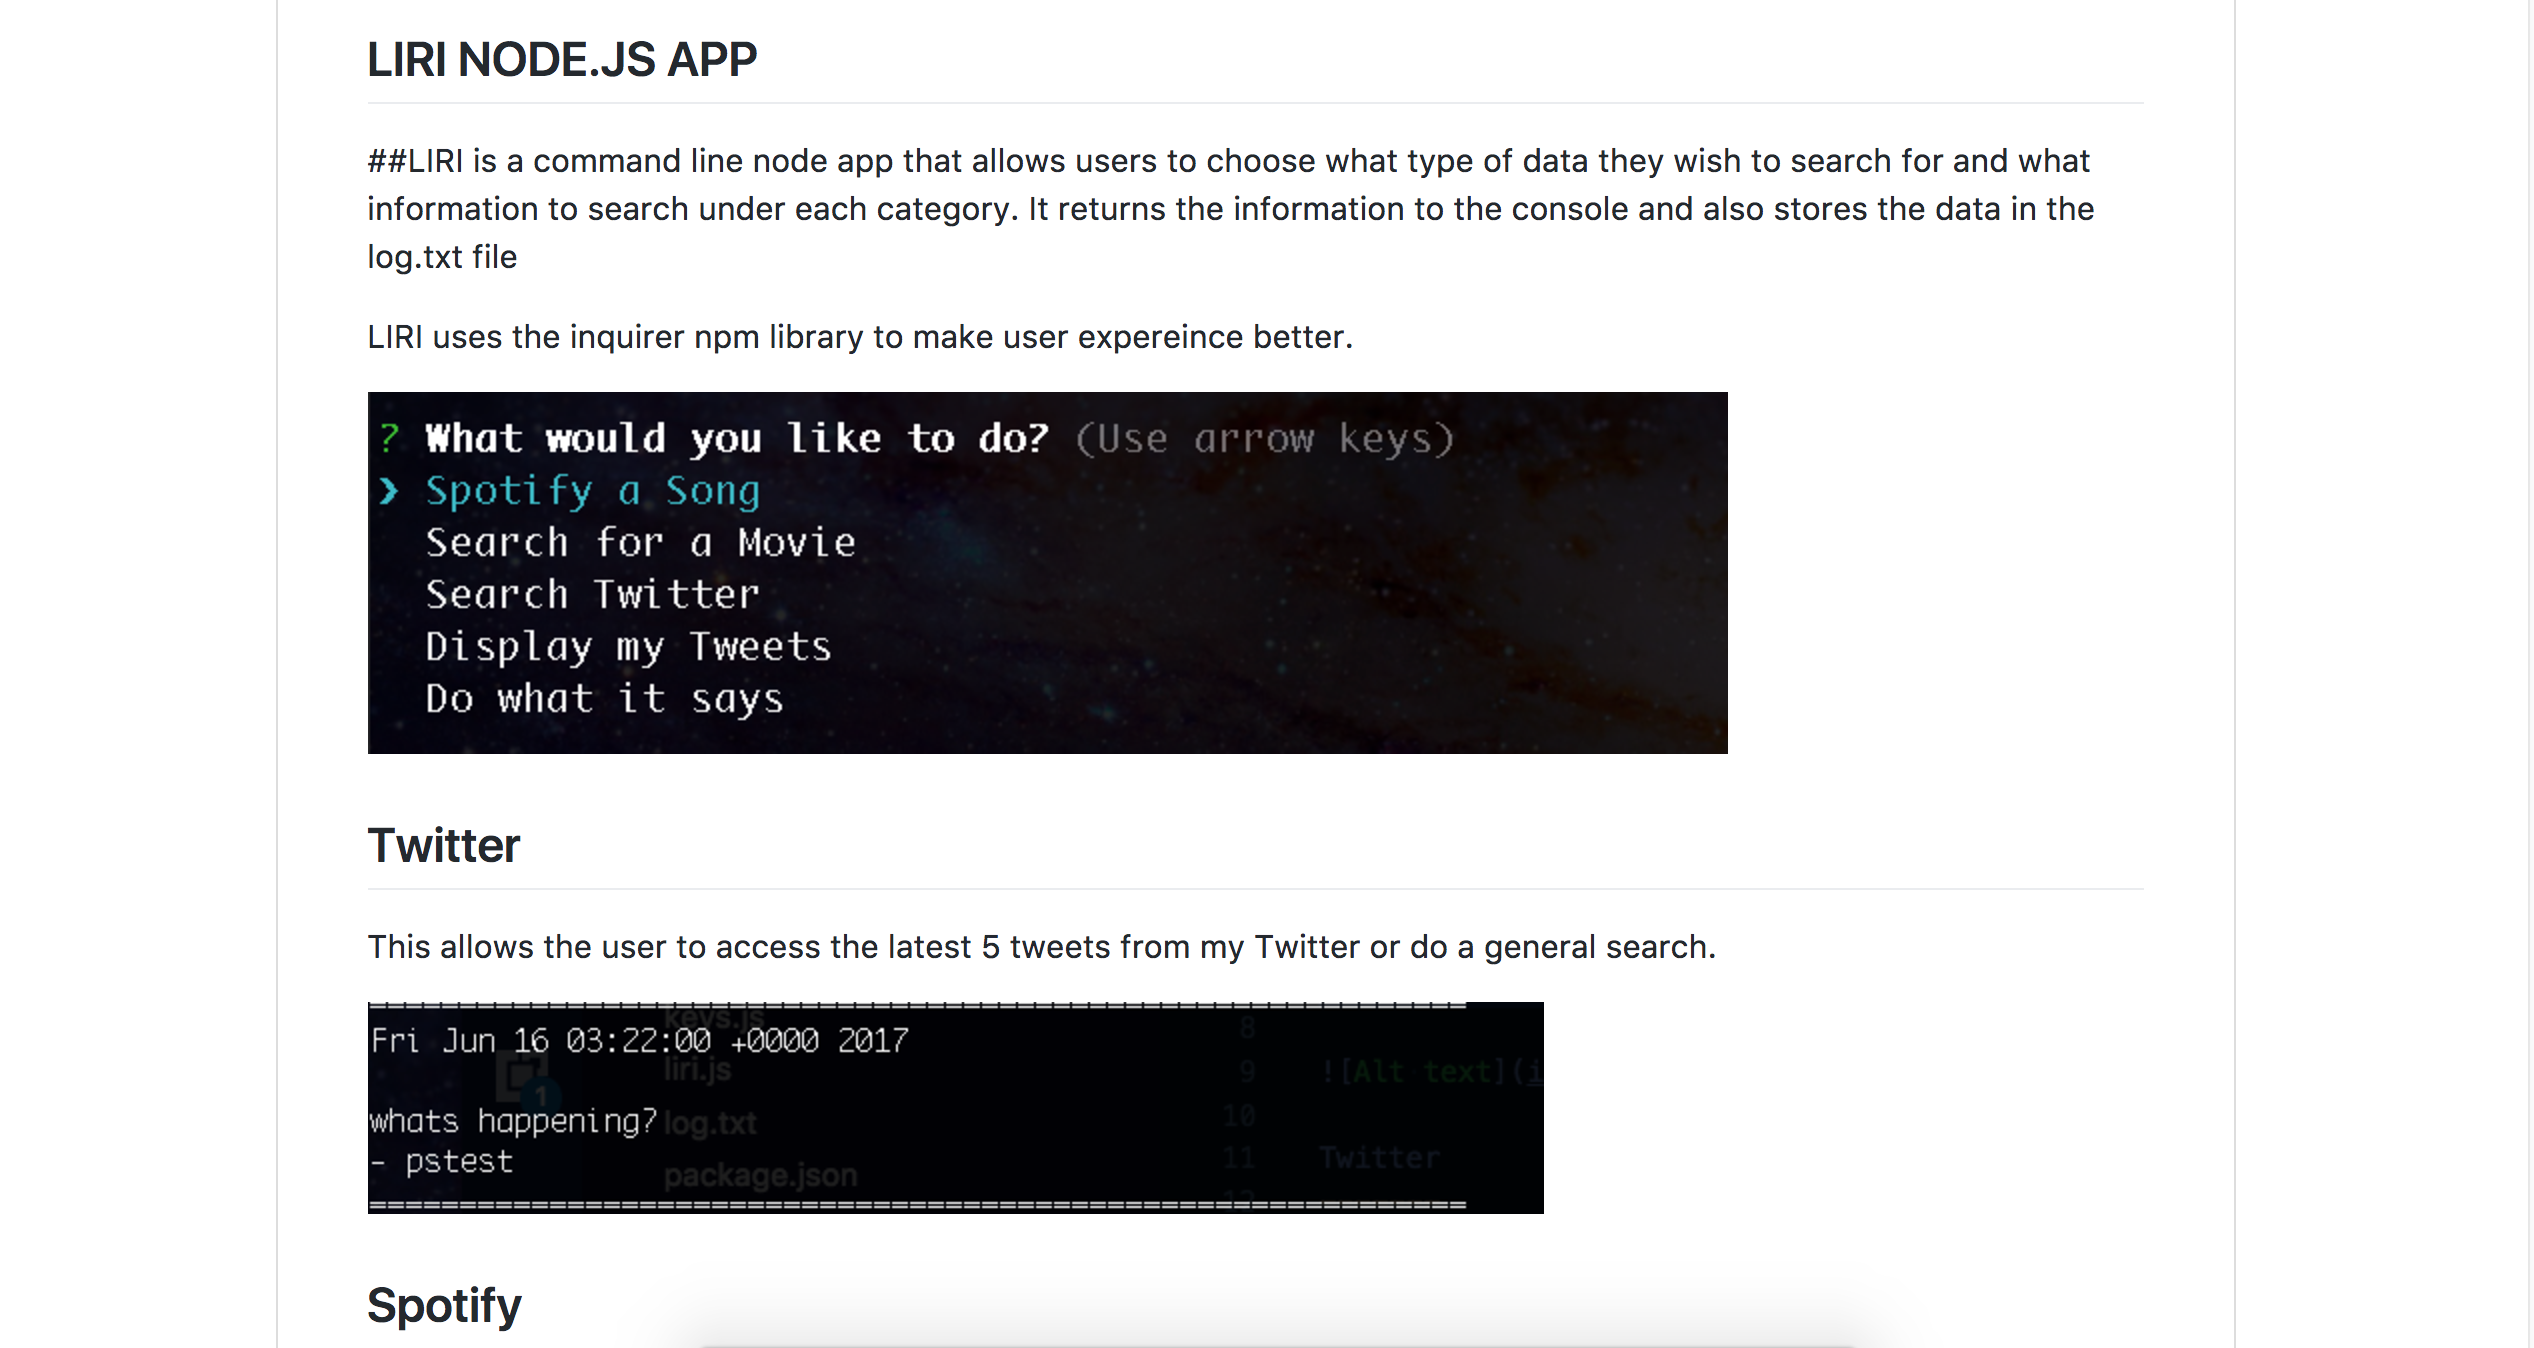 LIRI NODE.JS APP
##LIRI is a command line node app that allows users to choose what type of data they wish to search for and what
information to search under each category. It returns the information to the console and also stores the data in the
log.txt file
LIRI uses the inquirer npm library to make user expereince better.
? What would you like to do? (Use arrow keys)
❯ Spotify a Song
Search for a Movie
Search Twitter
Display my Tweets
Do what it says
Twitter
This allows the user to access the latest 5 tweets from my Twitter or do a general search.
keys.js
8
Fri Jun 16 03:22:00 +0000 2017
liri.js
9 ![Alt text](i
1
10
whats happening?
log.txt
- pstest
11 Twitter
package.json
12
Spotify